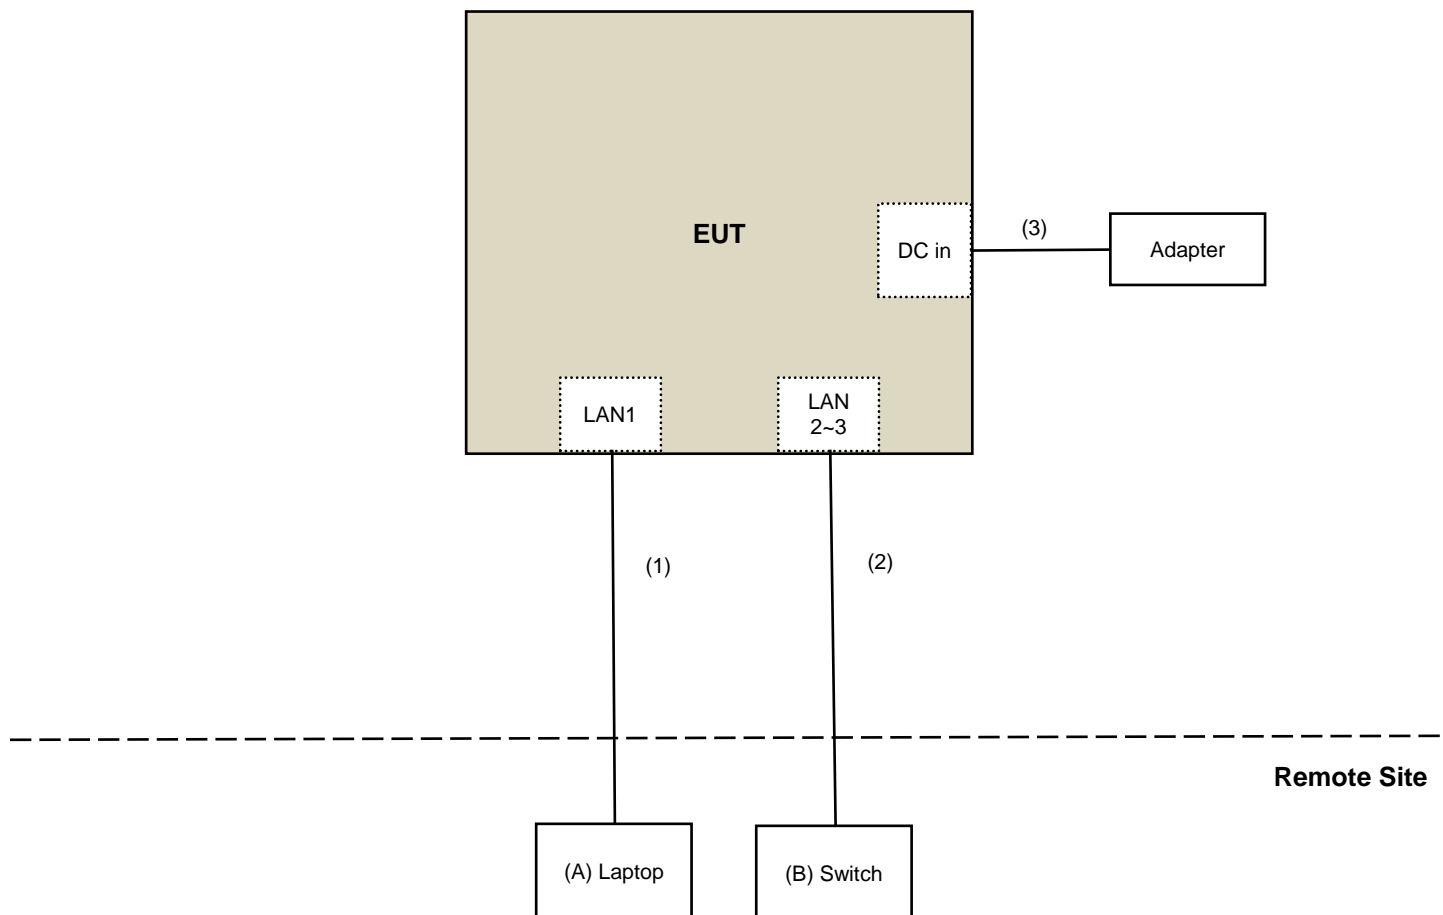 EUT
DC in
(3)
Adapter
LAN1
LAN
2~3
(1)
(2)
Remote Site
(A) Laptop
(B) Switch